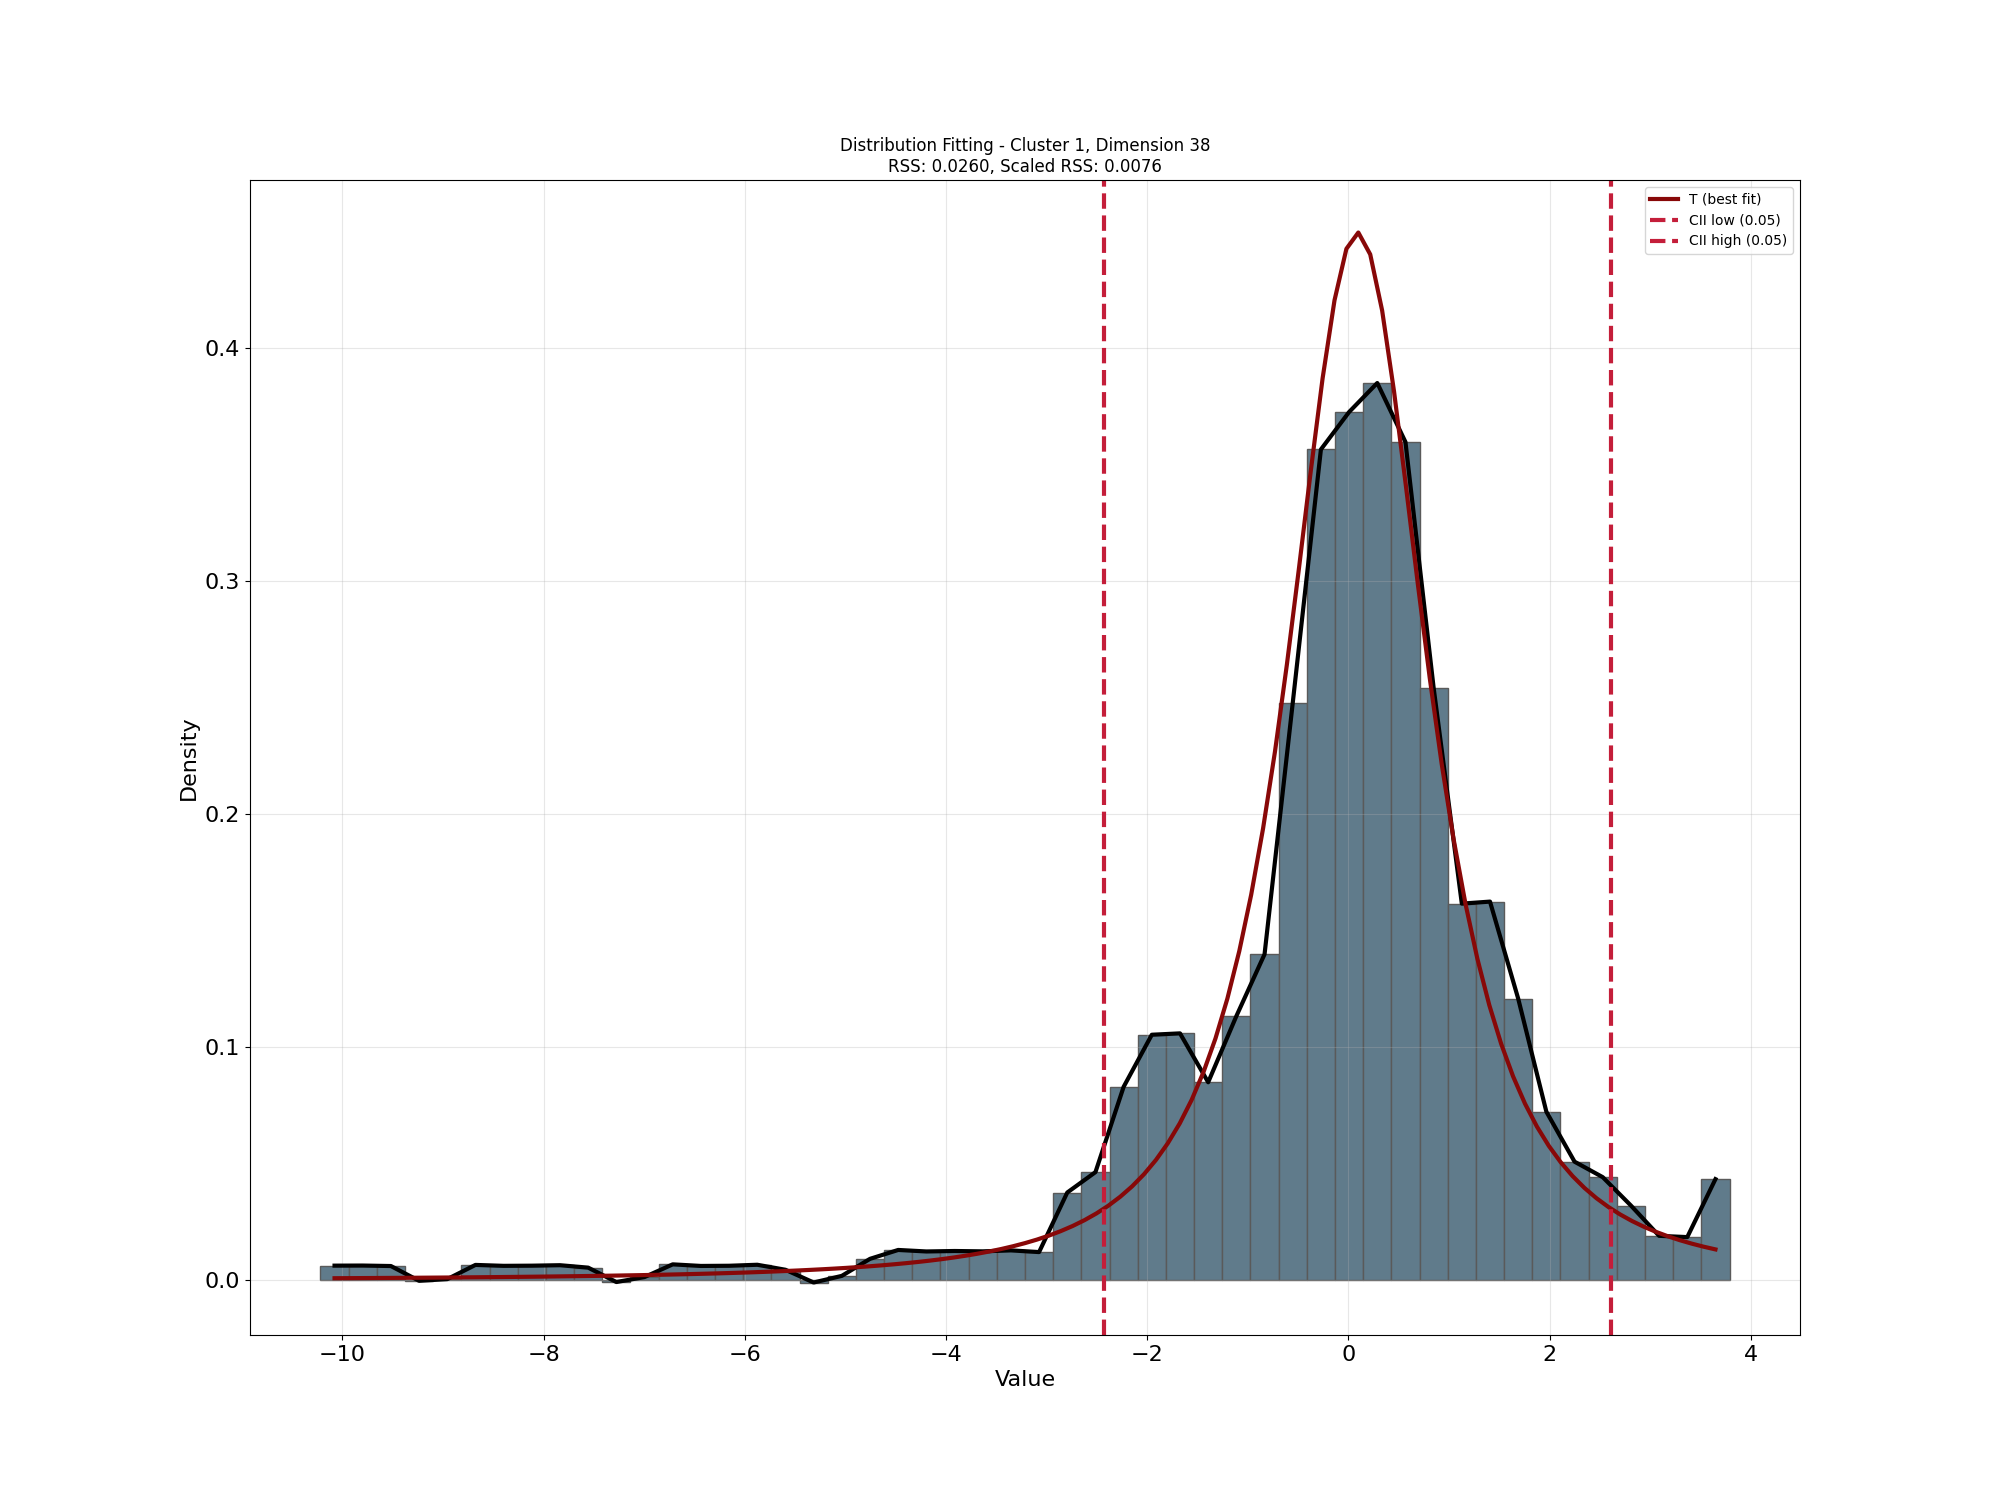 Distribution Fitting - Cluster 1, Dimension 38
RSS: 0.0260, Scaled RSS: 0.0076
T (best fit)
CII low (0.05)
CII high (0.05)
0.4
0.3
0.2
0.1
0.0
Density
−10
−8
−6
−4
−2
0
2
4
Value